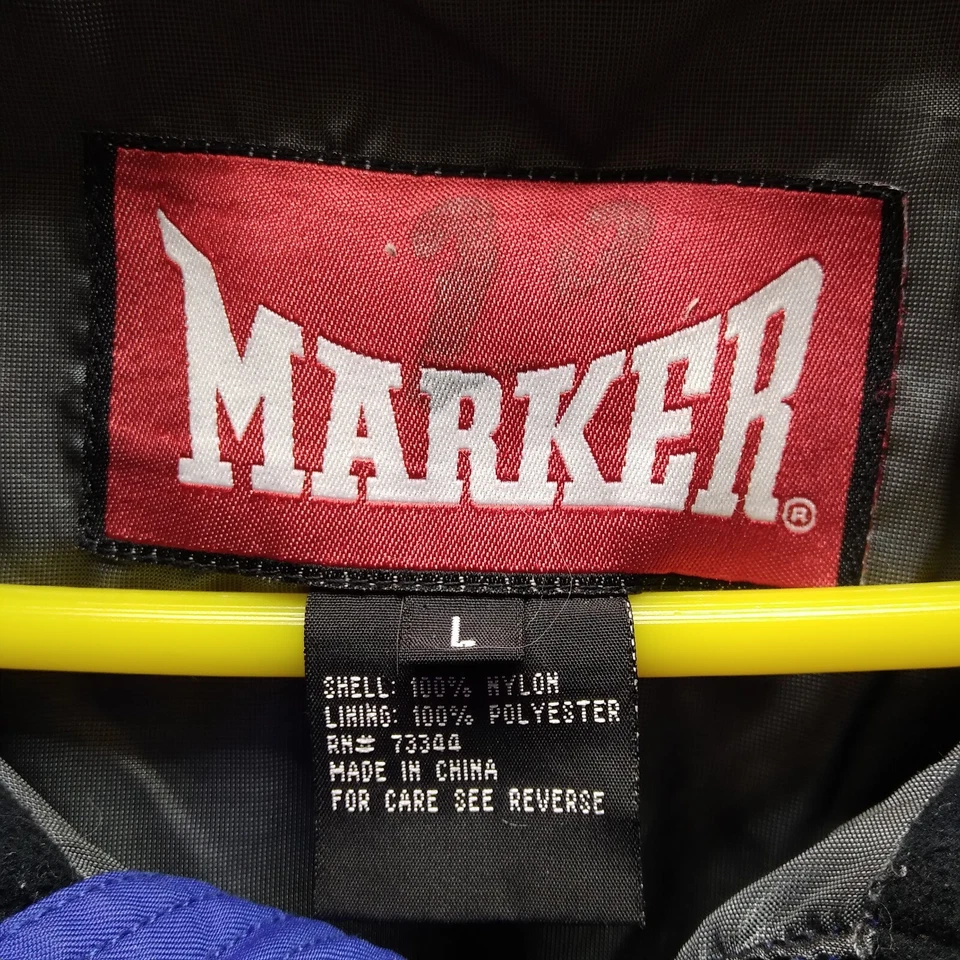 MARKER®
L
SHELL: 100% NYLON
LINING: 100% POLYESTER
RN# 73344
MADE IN CHINA
FOR CARE SEE REVERSE